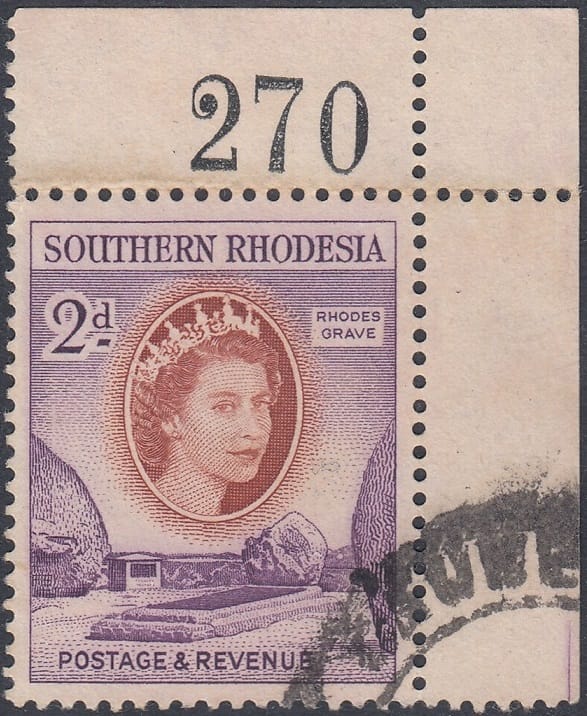 270
SOUTHERN RHODESIA
2d
RHODES
GRAVE
POSTAGE & REVENUE